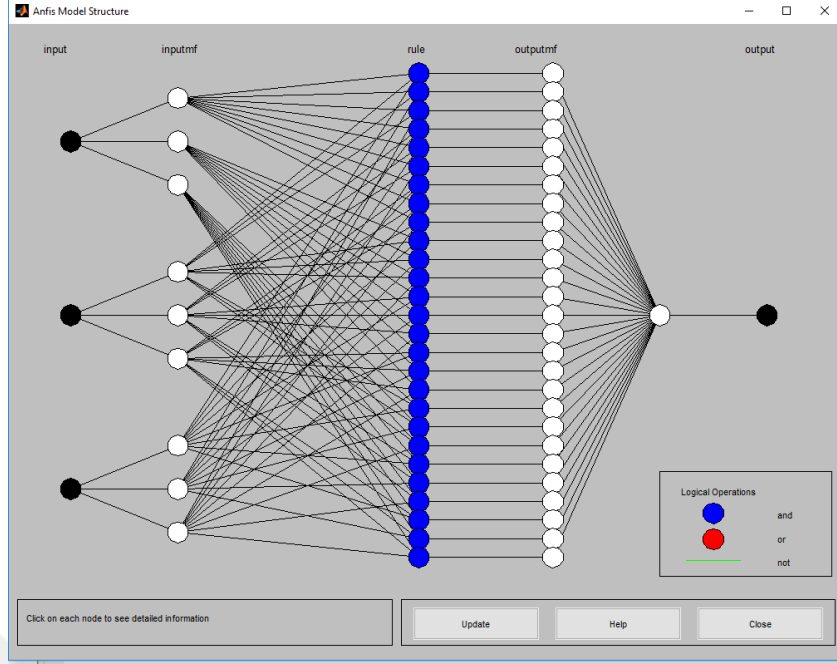 Anfis Model Structure
input inputmf rule outputmf output
Logical Operations
and
or
not
Click on each node to see detailed information
Update Help Close